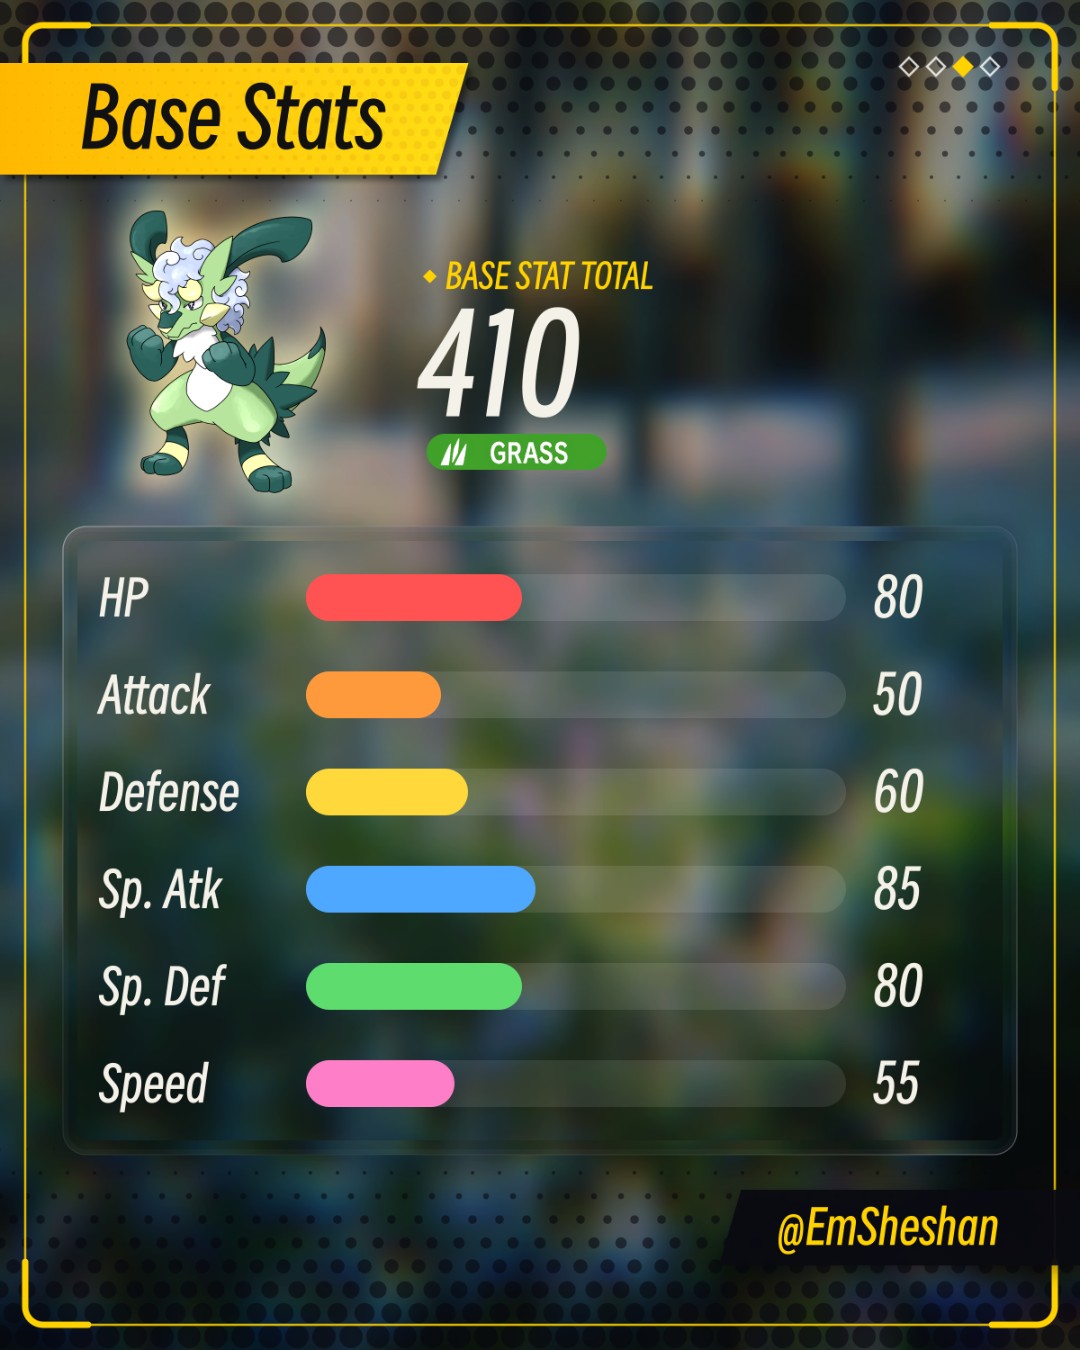 Base Stats
BASE STAT TOTAL
410
GRASS
HP 80
Attack 50
Defense 60
Sp. Atk 85
Sp. Def 80
Speed 55
@EmSheshan